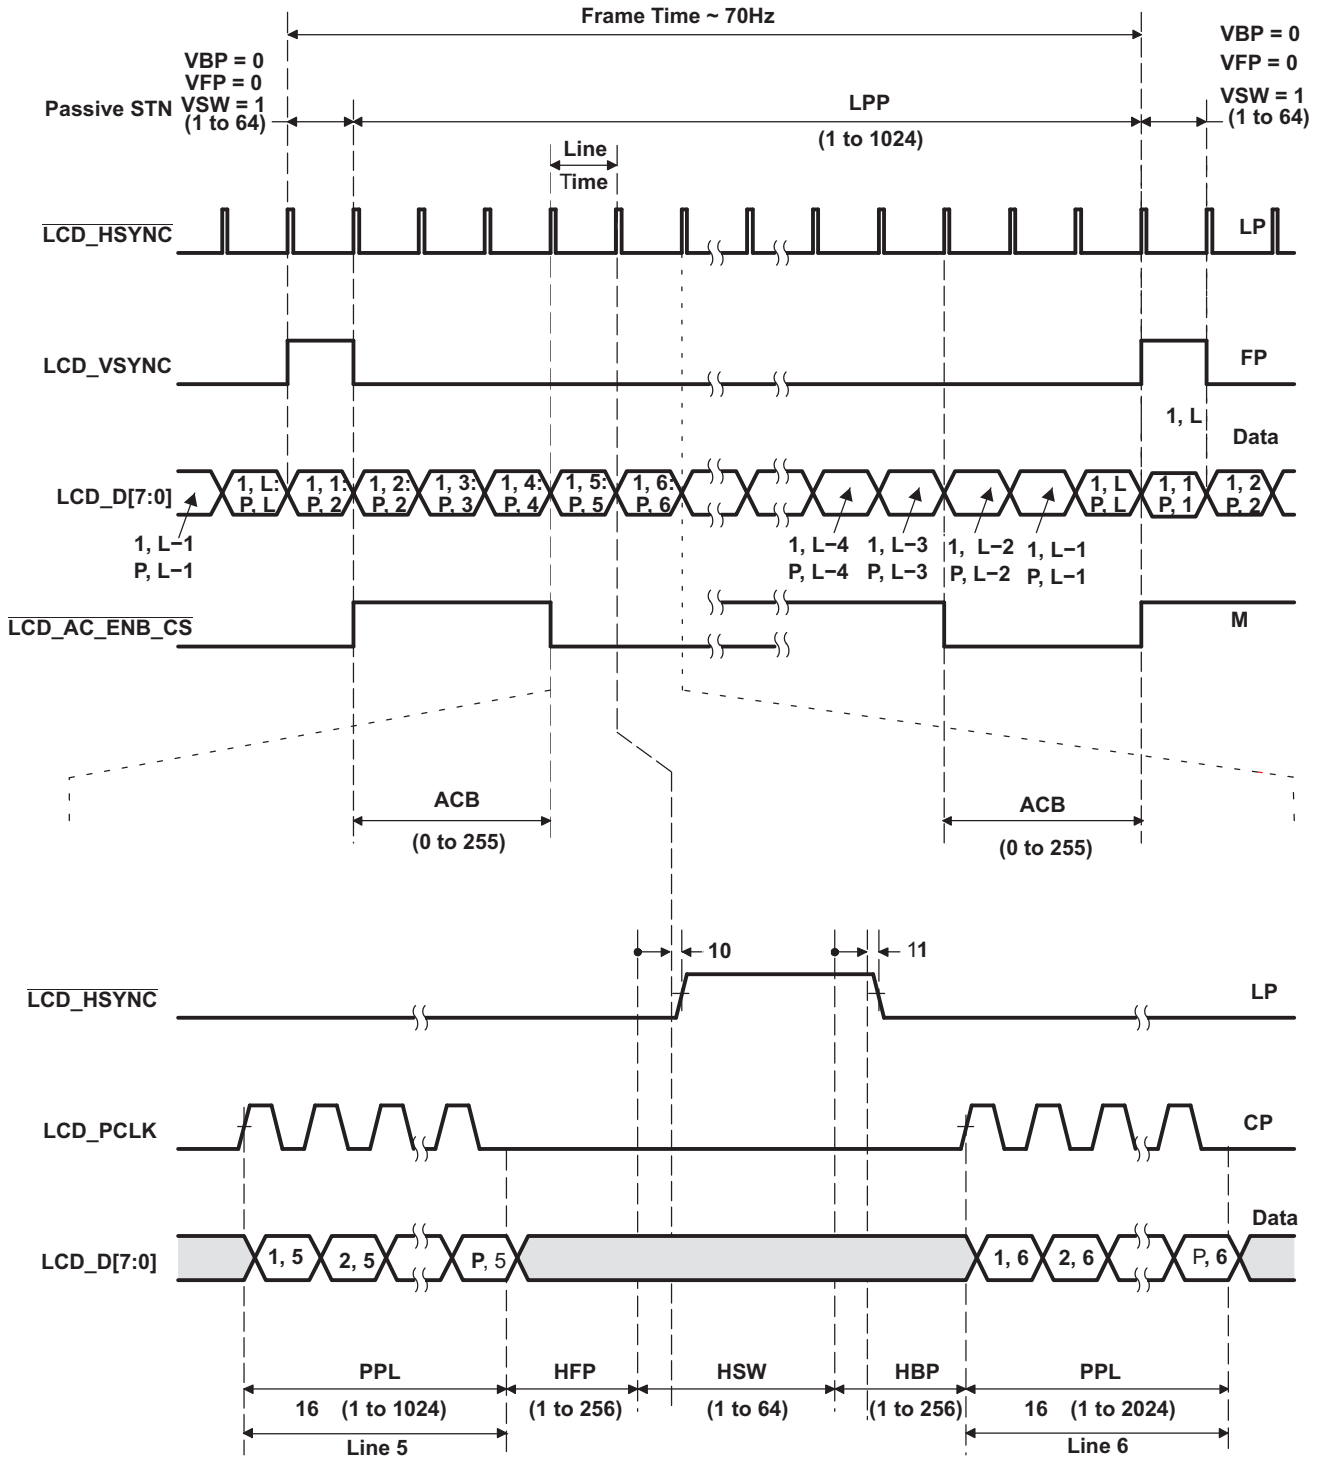 Frame Time ~ 70Hz
VBP = 0
VFP = 0
VSW = 1
(1 to 64)
Passive STN
LPP
(1 to 1024)
VBP = 0
VFP = 0
VSW = 1
(1 to 64)
Line
Time
LCD_HSYNC
LP
LCD_VSYNC
FP
1, L
Data
LCD_D[7:0]
1, L:
P, L
1, 1:
P, 2
1, 2:
P, 2
1, 3:
P, 3
1, 4:
P, 4
1, 5:
P, 5
1, 6:
P, 6
1, L
P, L
1, 1
P, 1
1, 2
P, 2
1, L−1
P, L−1
1, L−4
P, L−4
1, L−3
P, L−3
1, L−2
P, L−2
1, L−1
P, L−1
LCD_AC_ENB_CS
M
ACB
(0 to 255)
ACB
(0 to 255)
10
11
LCD_HSYNC
LP
LCD_PCLK
CP
Data
LCD_D[7:0]
1, 5
2, 5
P, 5
1, 6
2, 6
P, 6
PPL
HFP
HSW
HBP
PPL
16 (1 to 1024)
(1 to 256)
(1 to 64)
(1 to 256)
16 (1 to 2024)
Line 5
Line 6